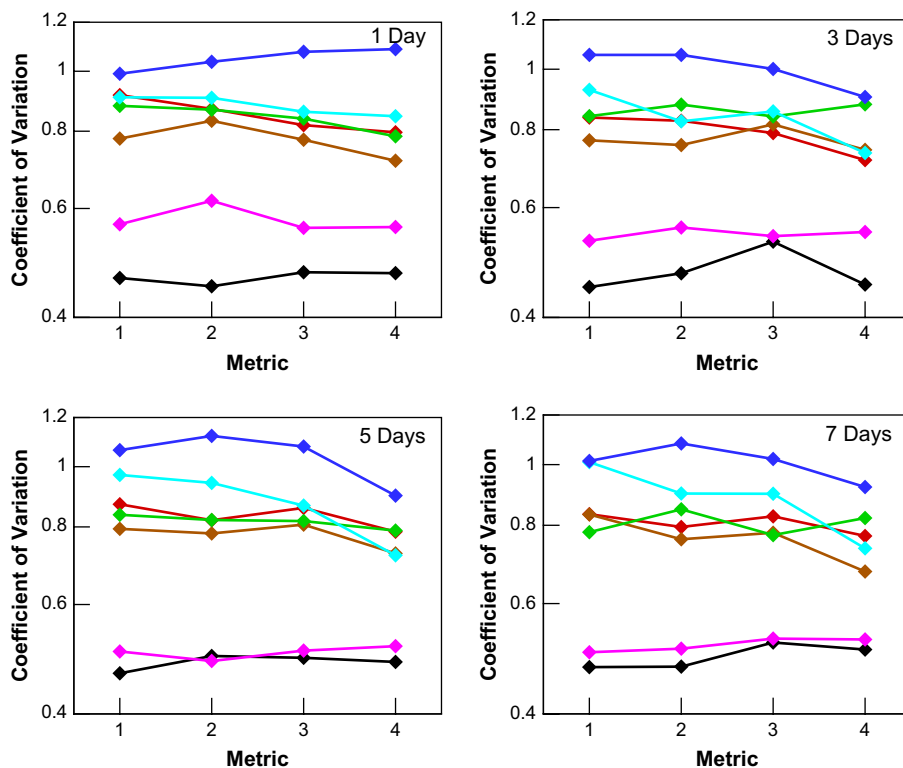 1.2
1
0.8
0.6
0.4
Coefficient of Variation
1 Day
1 2 3 4
Metric
1.2
1
0.8
0.6
0.4
Coefficient of Variation
3 Days
1 2 3 4
Metric
1.2
1
0.8
0.6
0.4
Coefficient of Variation
5 Days
1 2 3 4
Metric
1.2
1
0.8
0.6
0.4
Coefficient of Variation
7 Days
1 2 3 4
Metric